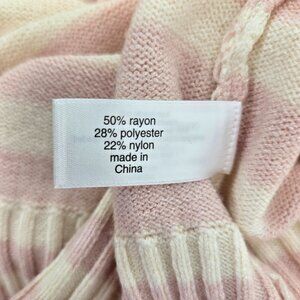 50% rayon
28% polyester
22% nylon
made in
China